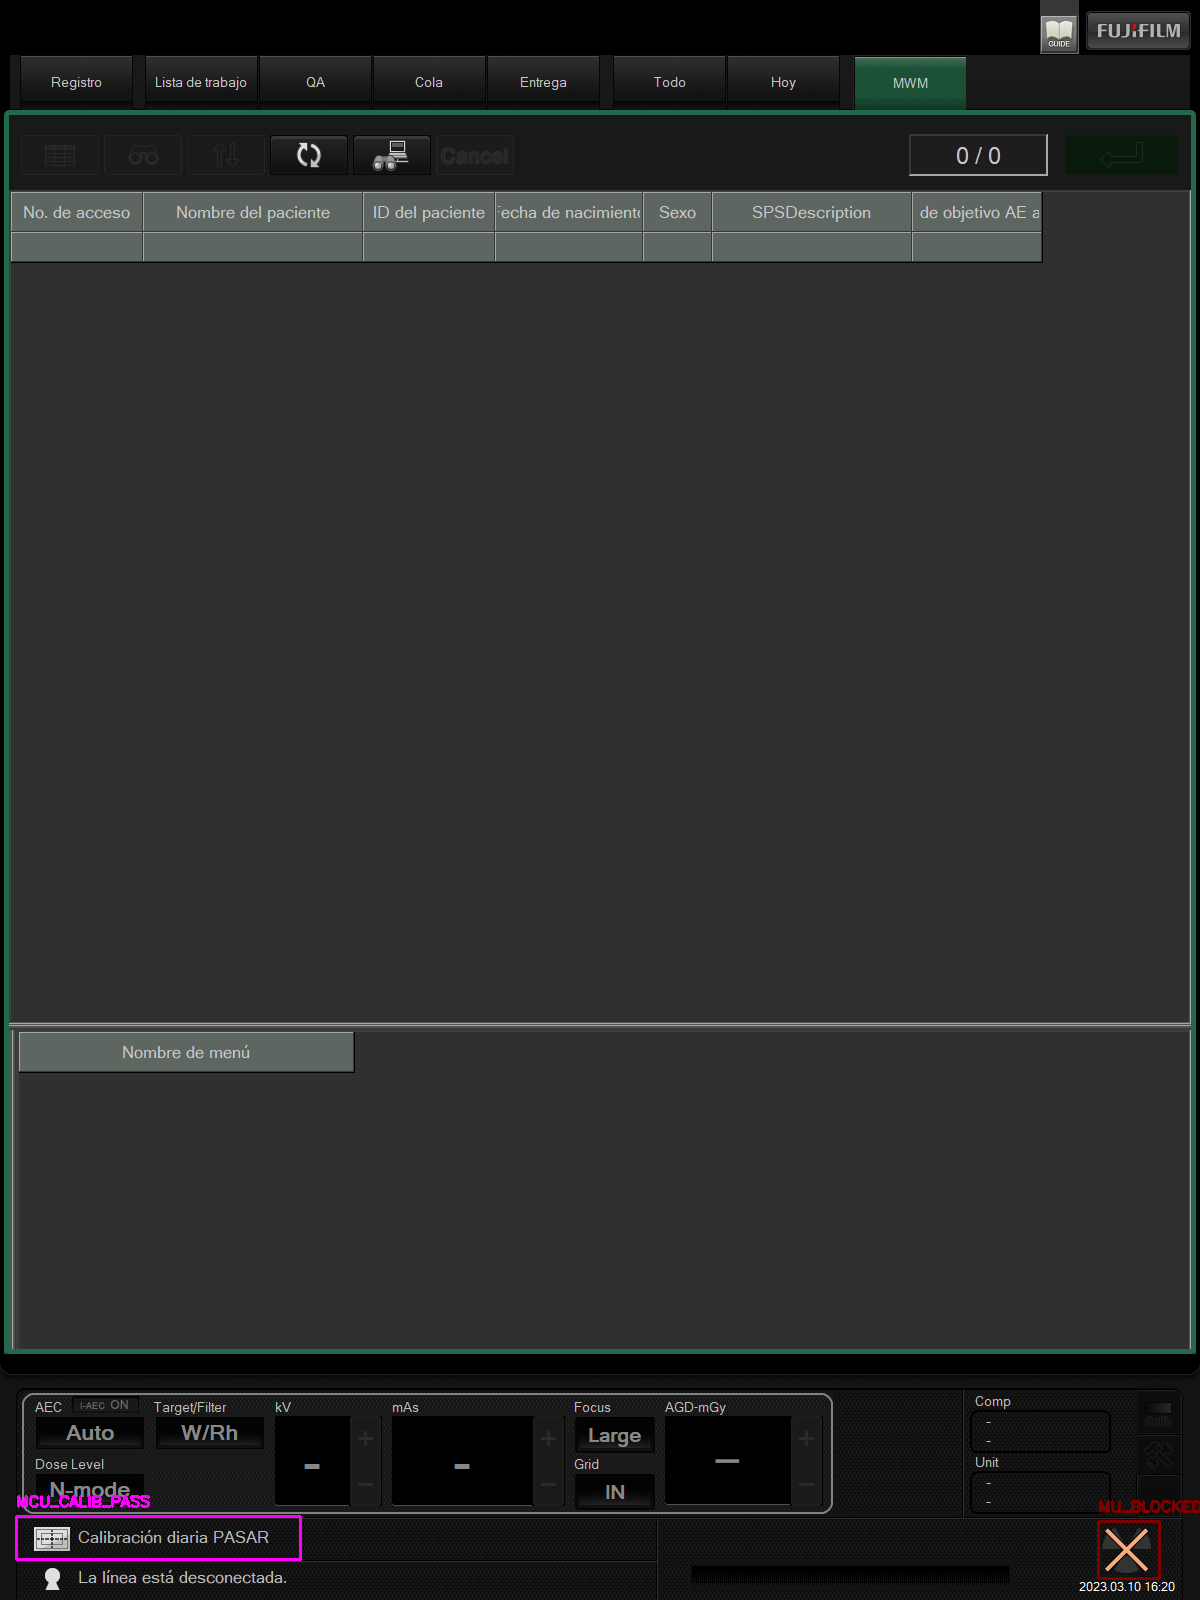 GUIDE
FUJIFILM
Registro
Lista de trabajo
QA
Cola
Entrega
Todo
Hoy
MWM
Cancel
0 / 0
No. de acceso
Nombre del paciente
ID del paciente
Fecha de nacimiento
Sexo
SPSDescription
de objetivo AE a
Nombre de menú
AEC
I-AEC ON
Target/Filter
kV
mAs
Focus
AGD-mGy
Comp
Auto
W/Rh
–
–
Large
—
-
-
Dose Level
Grid
Unit
N-mode
IN
-
-
MCU_CALIB_PASS
MU_BLOCKED
Calibración diaria PASAR
La línea está desconectada.
2023.03.10 16:20